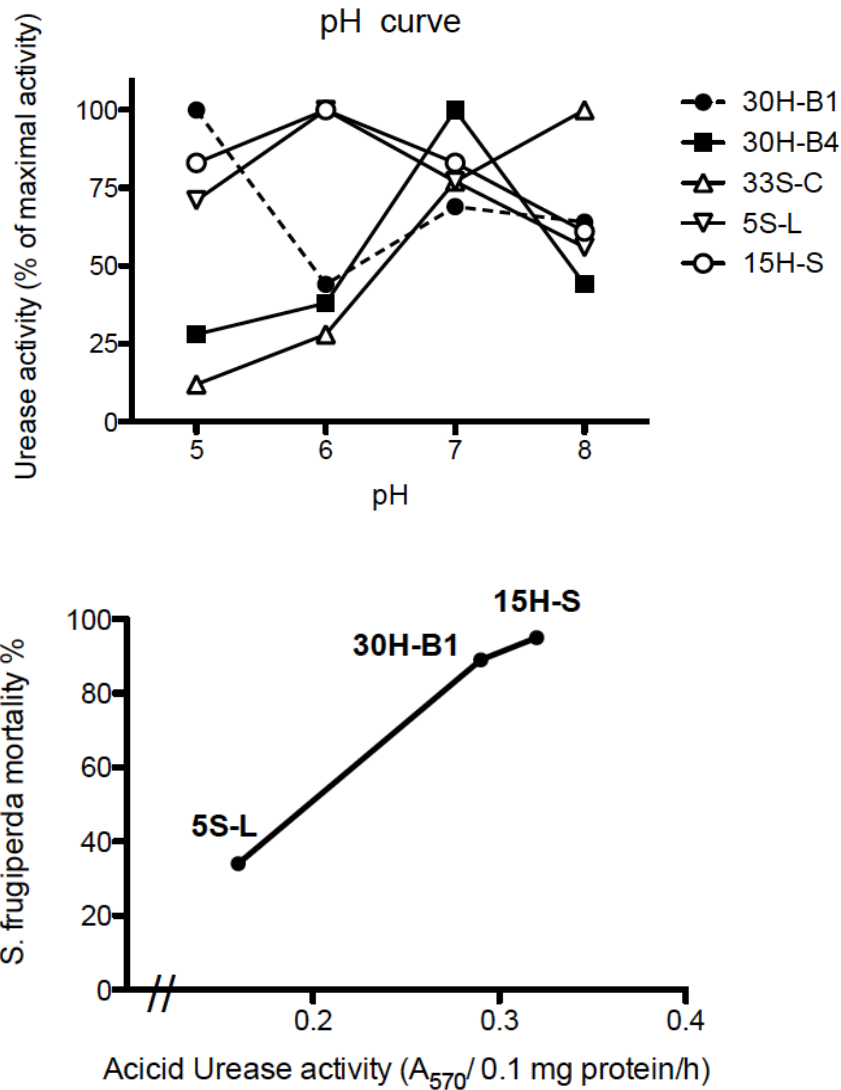 pH curve
Urease activity (% of maximal activity)
100
75
50
25
0
5 6 7 8
pH
30H-B1
30H-B4
33S-C
5S-L
15H-S
S. frugiperda mortality %
100
80
60
40
20
0
15H-S
30H-B1
5S-L
0.2 0.3 0.4
Acicid Urease activity (A570/ 0.1 mg protein/h)